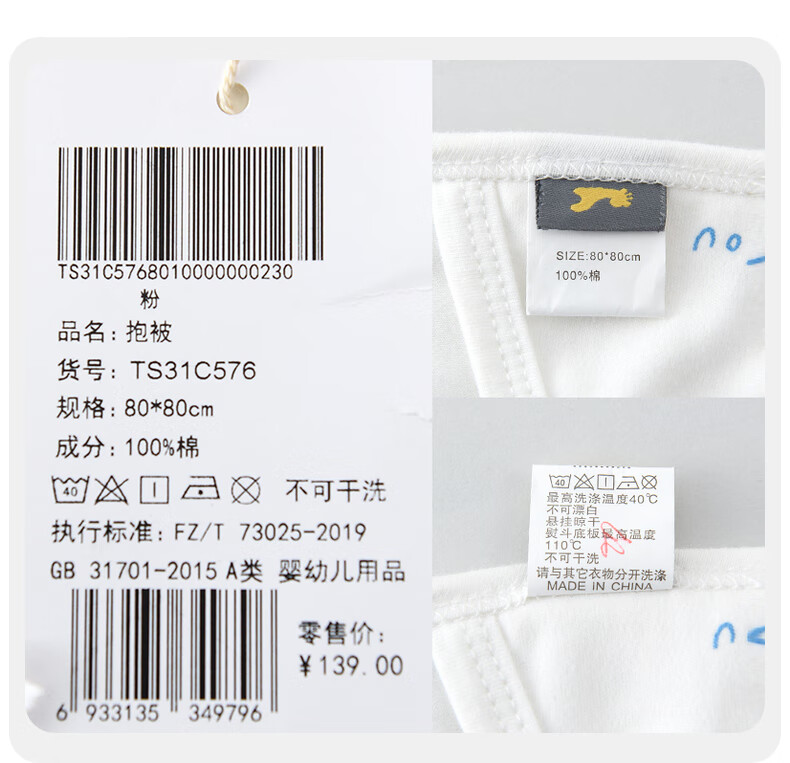 TS31C5768010000000230
粉
品名: 抱被
货号: TS31C576
规格: 80*80cm
成分: 100%棉
40 不可干洗
执行标准: FZ/T 73025-2019
GB 31701-2015 A类 婴幼儿用品
零售价:
¥139.00
6 933135 349796
SIZE: 80*80cm
100%棉
no
40
最高洗涤温度40℃
不可漂白
悬挂晾干
熨斗底板最高温度
110℃
不可干洗
请与其它衣物分开洗涤
MADE IN CHINA